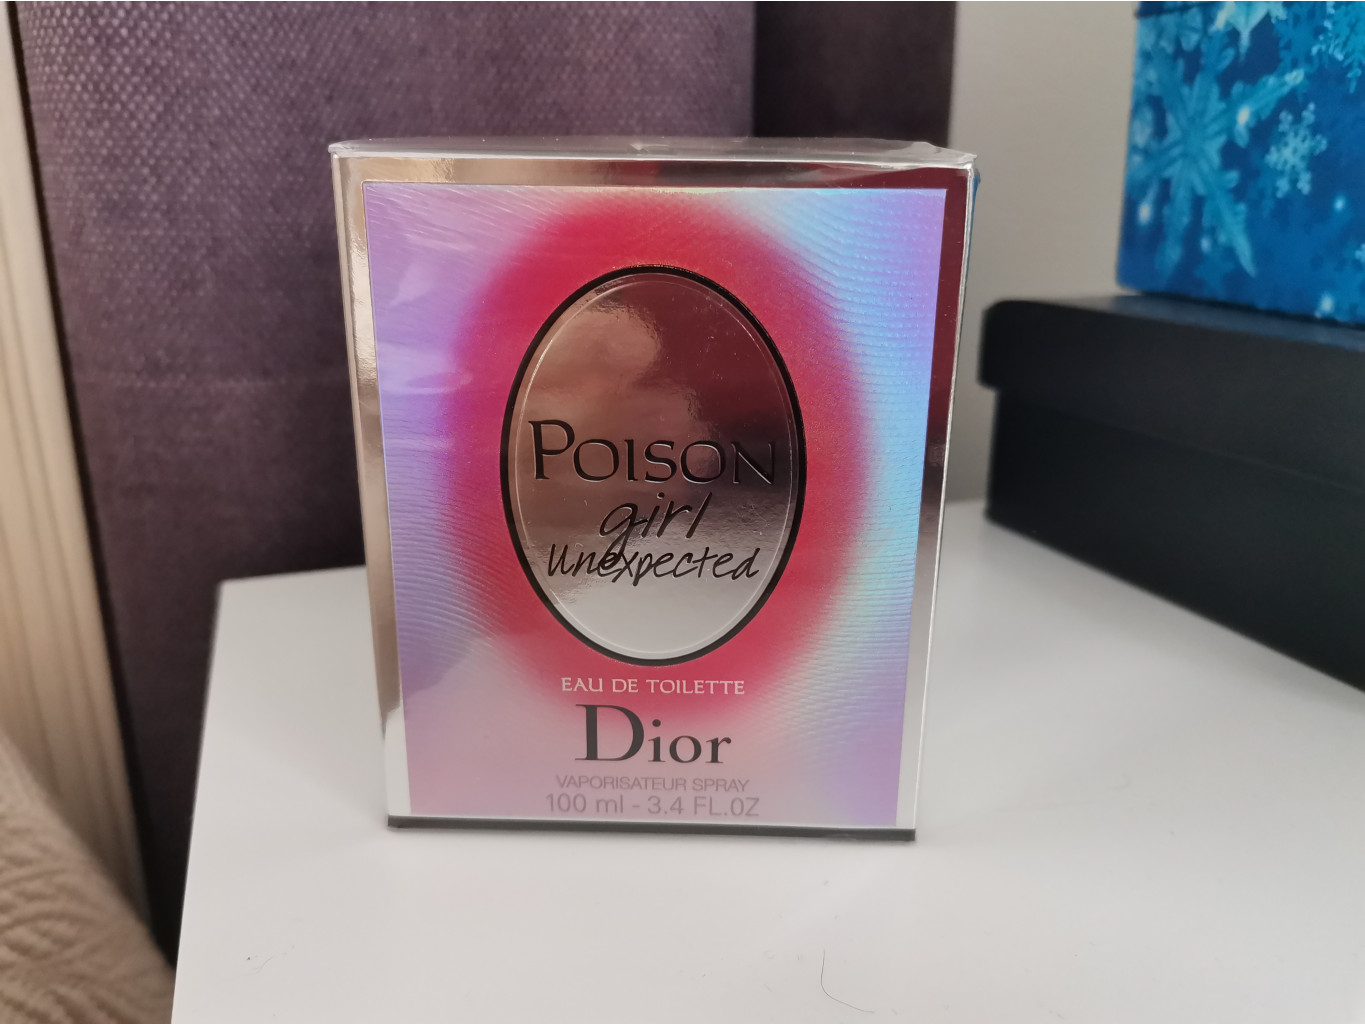 POISON
girl
Unexpected
EAU DE TOILETTE
Dior
VAPORISATEUR SPRAY
100 ml - 3.4 FL.OZ